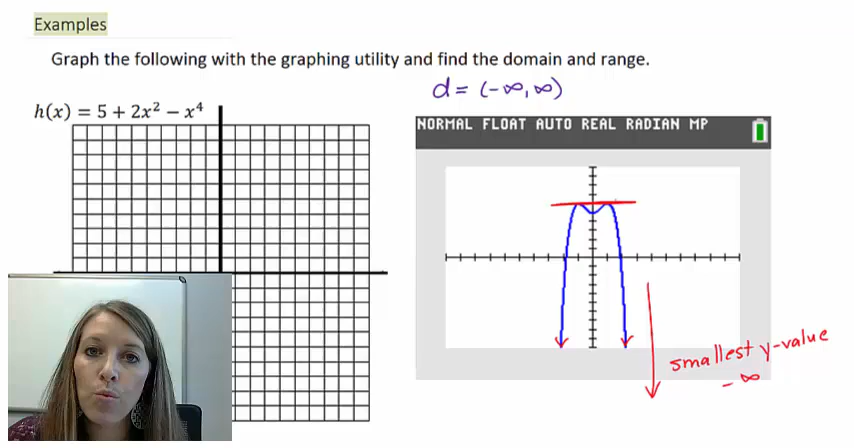 Examples
Graph the following with the graphing utility and find the domain and range.
d = (-∞, ∞)
h(x) = 5 + 2x² − x⁴
NORMAL FLOAT AUTO REAL RADIAN MP
smallest y-value
- ∞